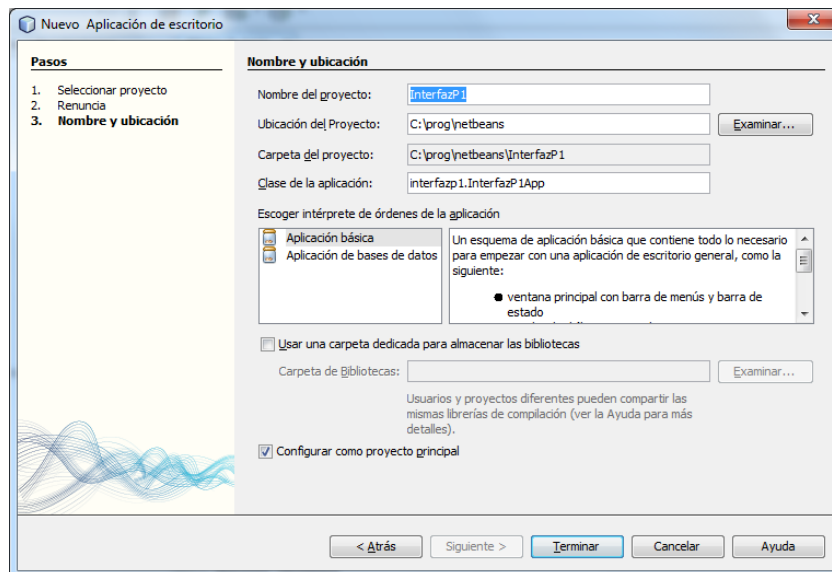 Nuevo Aplicación de escritorio
Pasos
1. Seleccionar proyecto
2. Renuncia
3. Nombre y ubicación
Nombre y ubicación
Nombre del proyecto: InterfazP1
Ubicación del Proyecto: C:\prog\netbeans Examinar...
Carpeta del proyecto: C:\prog\netbeans\InterfazP1
Clase de la aplicación: interfazp1.InterfazP1App
Escoger intérprete de órdenes de la aplicación
Aplicación básica
Aplicación de bases de datos
Un esquema de aplicación básica que contiene todo lo necesario
para empezar con una aplicación de escritorio general, como la
siguiente:
● ventana principal con barra de menús y barra de
estado
Usar una carpeta dedicada para almacenar las bibliotecas
Carpeta de Bibliotecas: Examinar...
Usuarios y proyectos diferentes pueden compartir las
mismas librerías de compilación (ver la Ayuda para más
detalles).
Configurar como proyecto principal
< Atrás Siguiente > Terminar Cancelar Ayuda